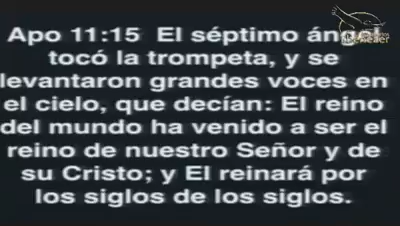 Apo 11:15 El séptimo ángel
tocó la trompeta, y se
levantaron grandes voces en
el cielo, que decían: El reino
del mundo ha venido a ser el
reino de nuestro Señor y de
su Cristo; y El reinará por
los siglos de los siglos.